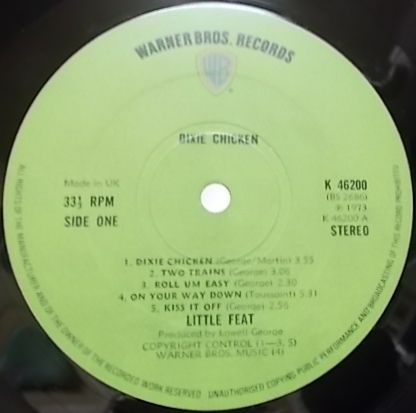 WARNER BROS. RECORDS
WB
DIXIE CHICKEN
Made in UK
33⅓ RPM
SIDE ONE
K 46200
(BS 2686)
℗ 1973
K 46200 A
STEREO
1. DIXIE CHICKEN (George/Martin) 3.55
2. TWO TRAINS (George) 3.06
3. ROLL UM EASY (George) 2.30
4. ON YOUR WAY DOWN (Toussaint) 5.31
5. KISS IT OFF (George) 2.56
LITTLE FEAT
Produced by Lowell George
COPYRIGHT CONTROL (1—3, 5)
WARNER BROS. MUSIC (4)
ALL RIGHTS OF THE MANUFACTURER AND OF THE OWNER OF THE RECORDED WORK RESERVED UNAUTHORISED COPYING PUBLIC PERFORMANCE AND BROADCASTING OF THIS RECORD PROHIBITED